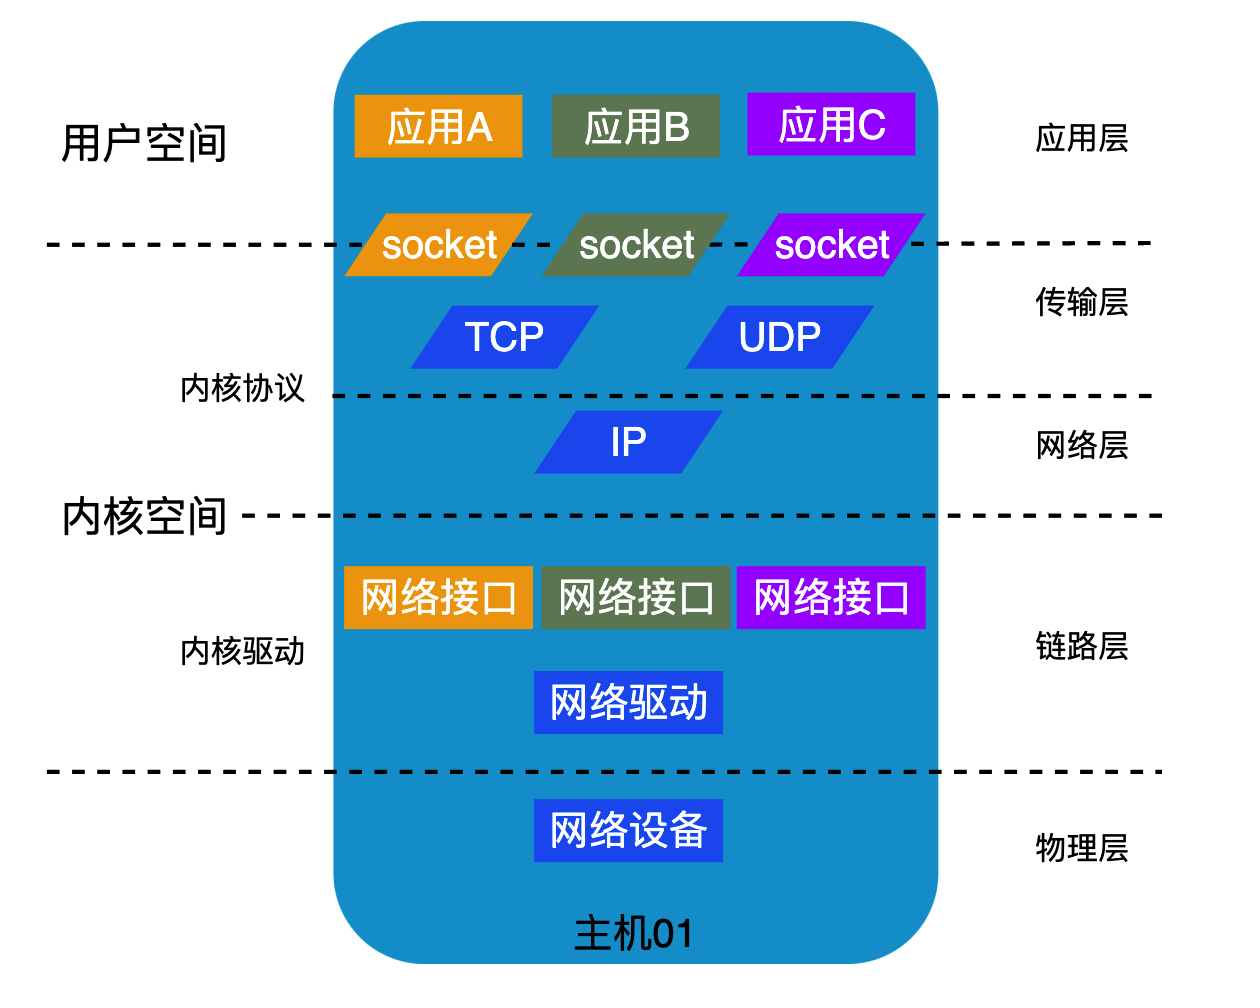 应用A
应用B
应用C
用户空间
应用层
socket
socket
socket
传输层
TCP
UDP
内核协议
IP
网络层
内核空间
网络接口
网络接口
网络接口
内核驱动
链路层
网络驱动
网络设备
物理层
主机01